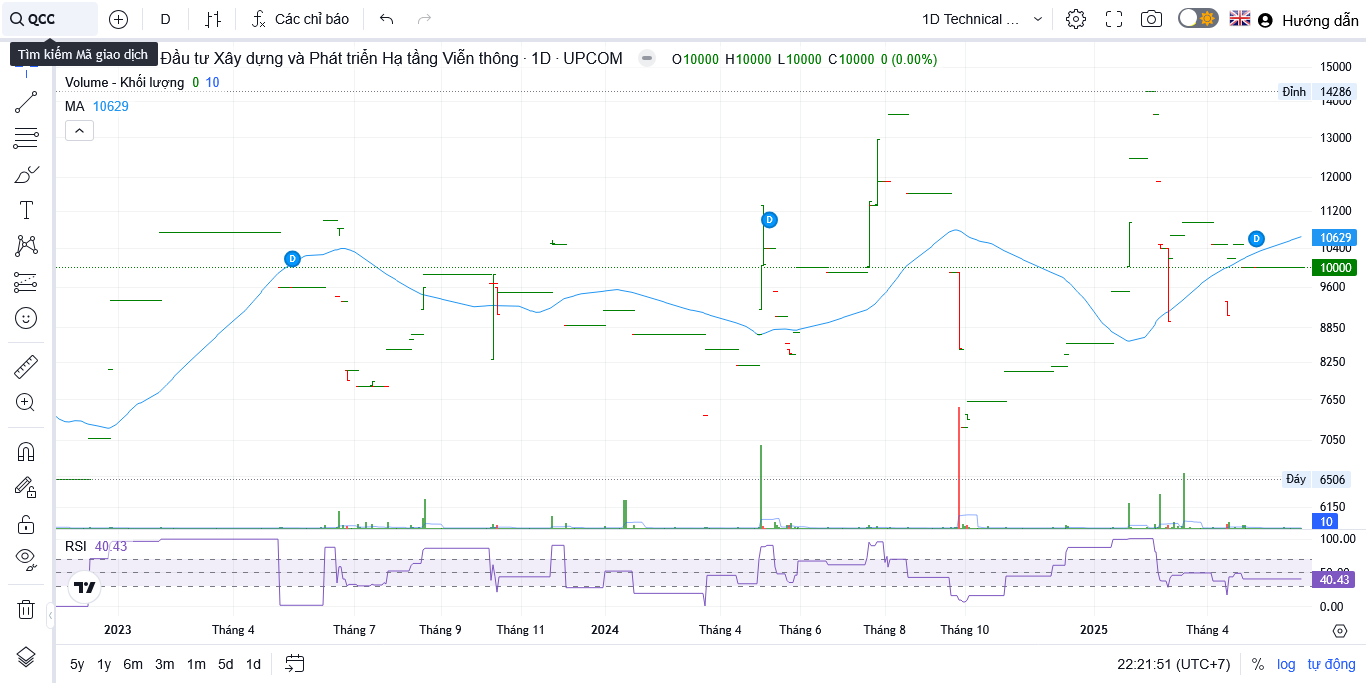 QCC D Các chỉ báo 1D Technical ... Hướng dẫn
Tìm kiếm Mã giao dịch
Đầu tư Xây dựng và Phát triển Hạ tầng Viễn thông · 1D · UPCOM O10000 H10000 L10000 C10000 0 (0.00%)
Volume - Khối lượng 0 10
MA 10629
15000
Đỉnh 14286
14000
13000
12000
11200
10629
10400
10000
9600
8850
8250
7650
7050
Đáy 6506
6150
10
D
D
D
RSI 40.43
100.00
50.00
40.43
0.00
2023 Tháng 4 Tháng 7 Tháng 9 Tháng 11 2024 Tháng 4 Tháng 6 Tháng 8 Tháng 10 2025 Tháng 4
5y 1y 6m 3m 1m 5d 1d 22:21:51 (UTC+7) % log tự động